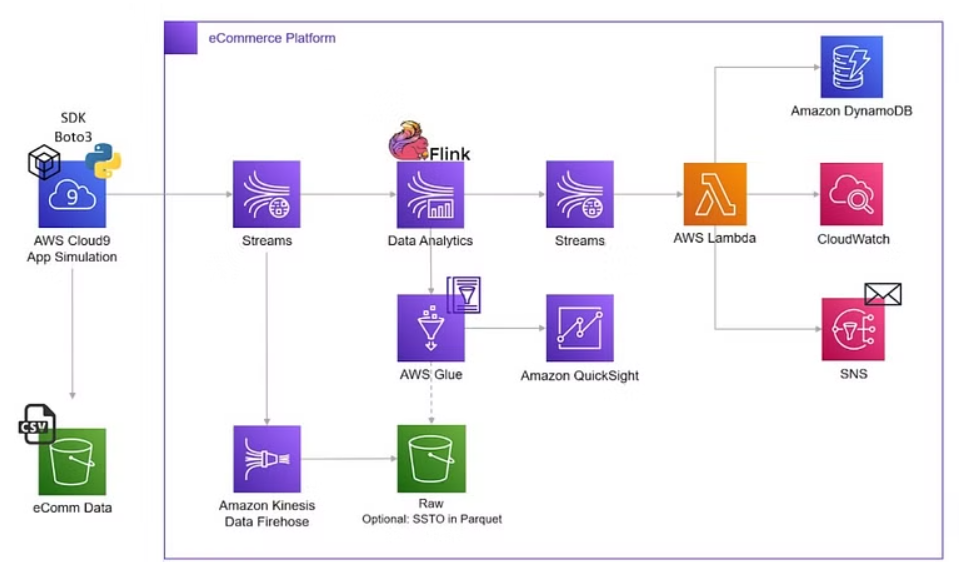 eCommerce Platform
SDK
Boto3
9
AWS Cloud9
App Simulation
Streams
Flink
Data Analytics
Streams
AWS Lambda
Amazon DynamoDB
CloudWatch
SNS
AWS Glue
Amazon QuickSight
CSV
eComm Data
Amazon Kinesis
Data Firehose
Raw
Optional: SSTO in Parquet